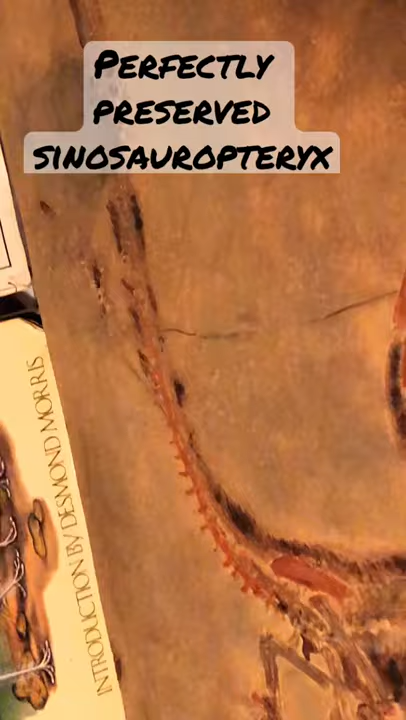 PERFECTLY
PRESERVED
SINOSAUROPTERYX
INTRODUCTION BY DESMOND MORRIS